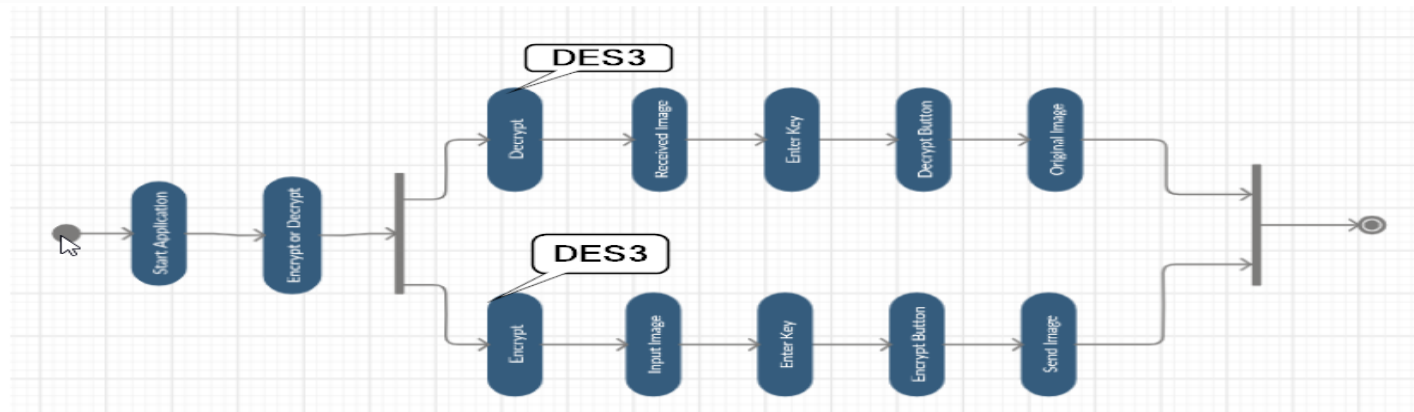 Start Application
Encrypt or Decrypt
DES3
Decrypt
Received Image
Enter Key
Decrypt Button
Original Image
DES3
Encrypt
Input Image
Enter Key
Encrypt Button
Send Image